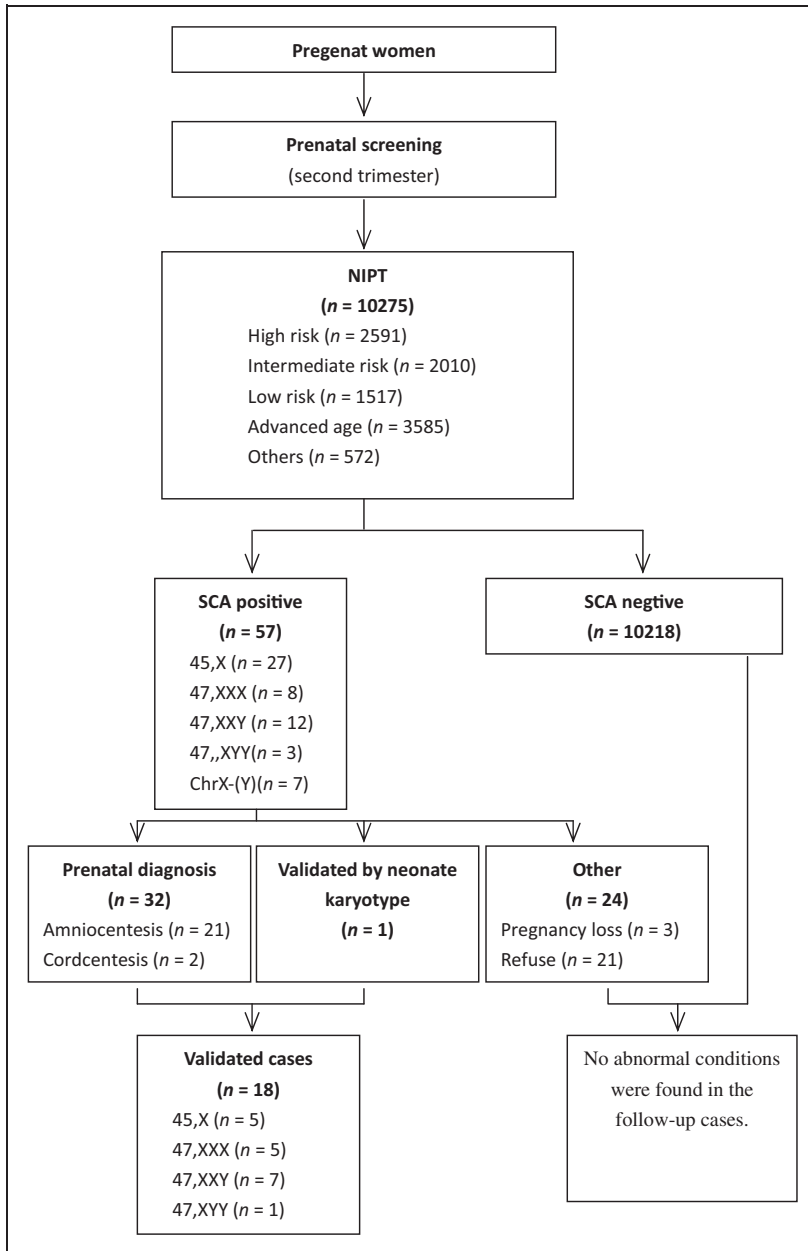 Pregenat women
Prenatal screening
(second trimester)
NIPT
(n = 10275)
High risk (n = 2591)
Intermediate risk (n = 2010)
Low risk (n = 1517)
Advanced age (n = 3585)
Others (n = 572)
SCA positive
(n = 57)
45,X (n = 27)
47,XXX (n = 8)
47,XXY (n = 12)
47,,XYY(n = 3)
ChrX-(Y)(n = 7)
SCA negtive
(n = 10218)
Prenatal diagnosis
(n = 32)
Amniocentesis (n = 21)
Cordcentesis (n = 2)
Validated by neonate
karyotype
(n = 1)
Other
(n = 24)
Pregnancy loss (n = 3)
Refuse (n = 21)
Validated cases
(n = 18)
45,X (n = 5)
47,XXX (n = 5)
47,XXY (n = 7)
47,XYY (n = 1)
No abnormal conditions
were found in the
follow-up cases.